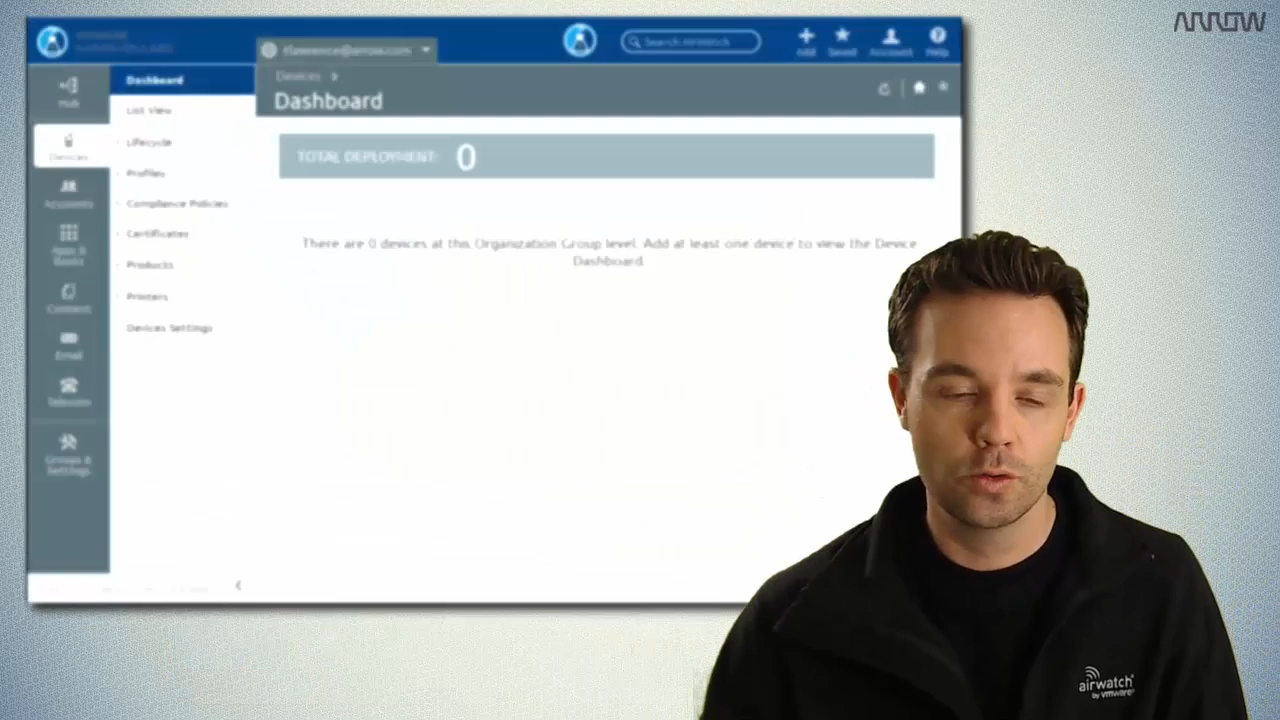 ARROW
Search AirWatch
Add
Saved
Account
Help
Devices
Dashboard
Hub
Devices
Accounts
Apps &
Books
Content
Email
Telecom
Groups &
Settings
Dashboard
List View
Lifecycle
Profiles
Compliance Policies
Certificates
Products
Printers
Devices Settings
TOTAL DEPLOYMENT: 0
There are 0 devices at this Organization Group level. Add at least one device to view the Device
Dashboard.
airwatch
by vmware